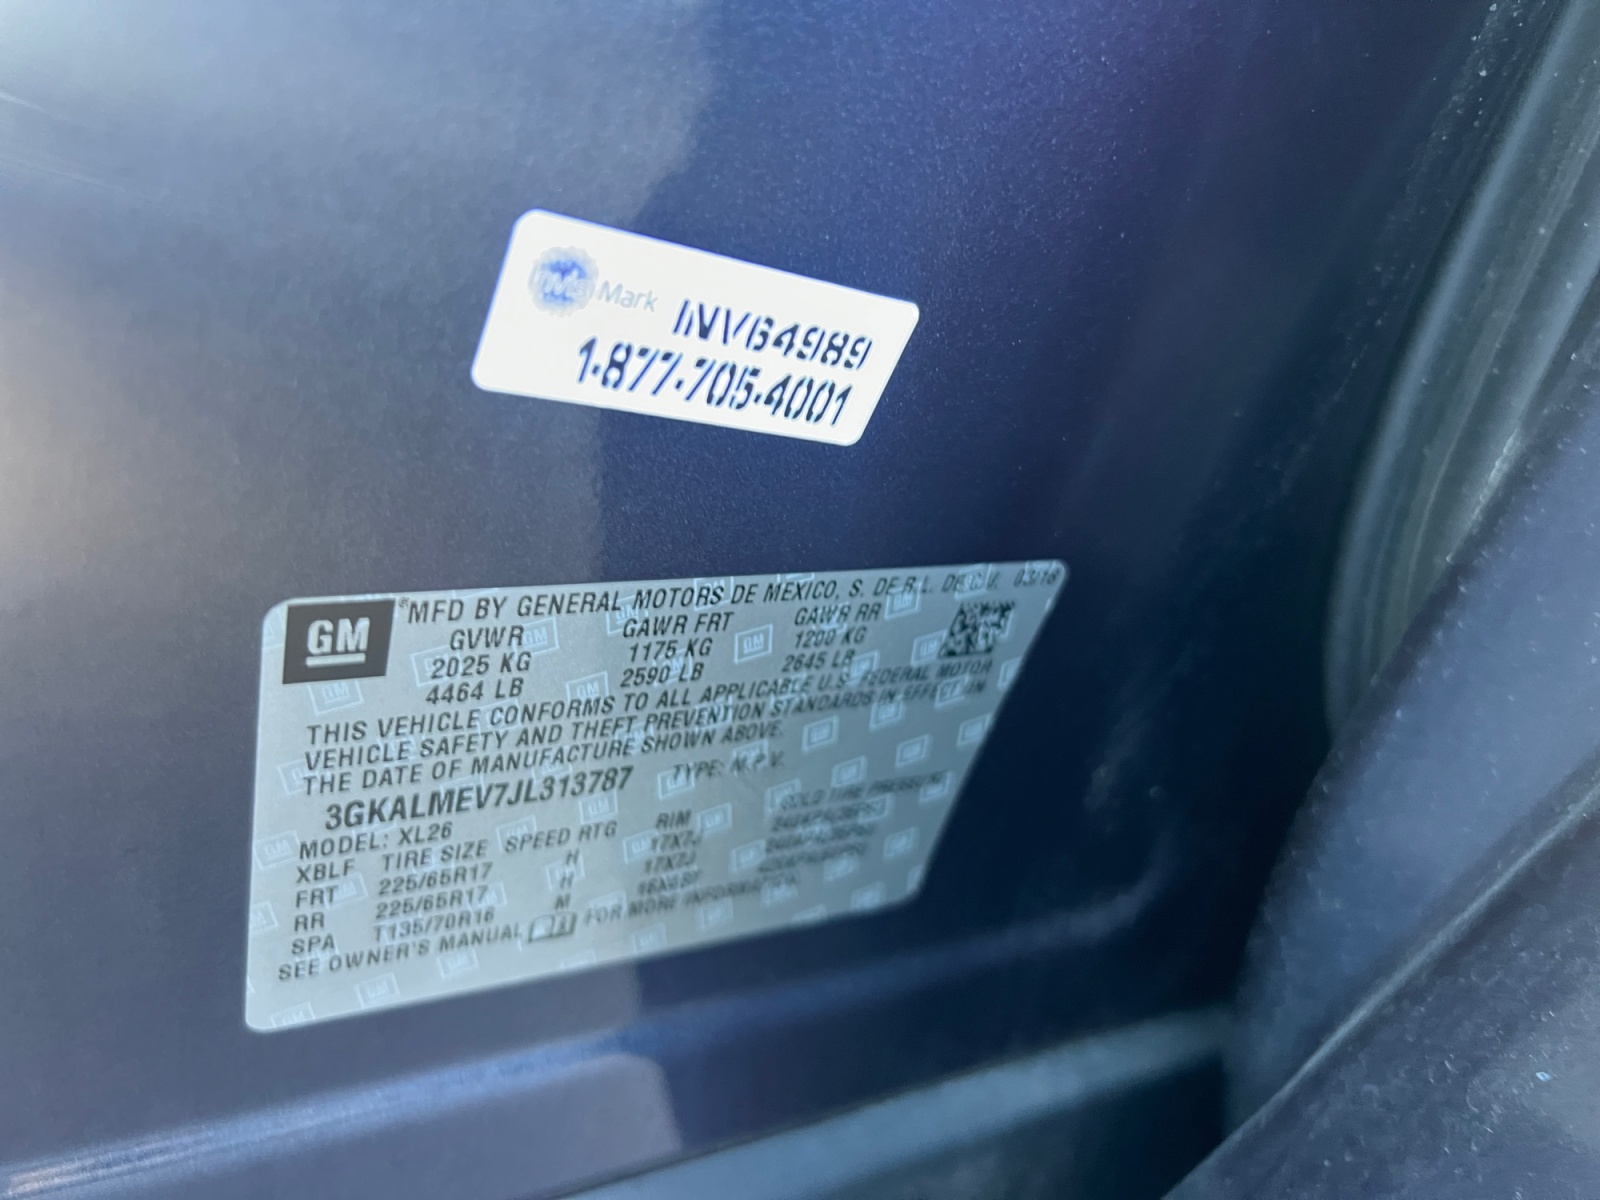 Mark
INV64989
1-877-705-4001
GM
®MFD BY GENERAL MOTORS DE MEXICO, S. DE R.L. DE C.V. 03/18
GVWR GAWR FRT GAWR RR
2025 KG 1175 KG 1200 KG
4464 LB 2590 LB 2645 LB
THIS VEHICLE CONFORMS TO ALL APPLICABLE U.S. FEDERAL MOTOR
VEHICLE SAFETY AND THEFT PREVENTION STANDARDS IN EFFECT ON
THE DATE OF MANUFACTURE SHOWN ABOVE.
3GKALMEV7JL313787 TYPE: M.P.V.
MODEL: XL26
XBLF TIRE SIZE SPEED RTG RIM COLD TIRE PRESSURE
FRT 225/65R17 H 17X7J
RR 225/65R17 H 17X7J
SPA T135/70R16 M
SEE OWNER'S MANUAL FOR MORE INFORMATION.